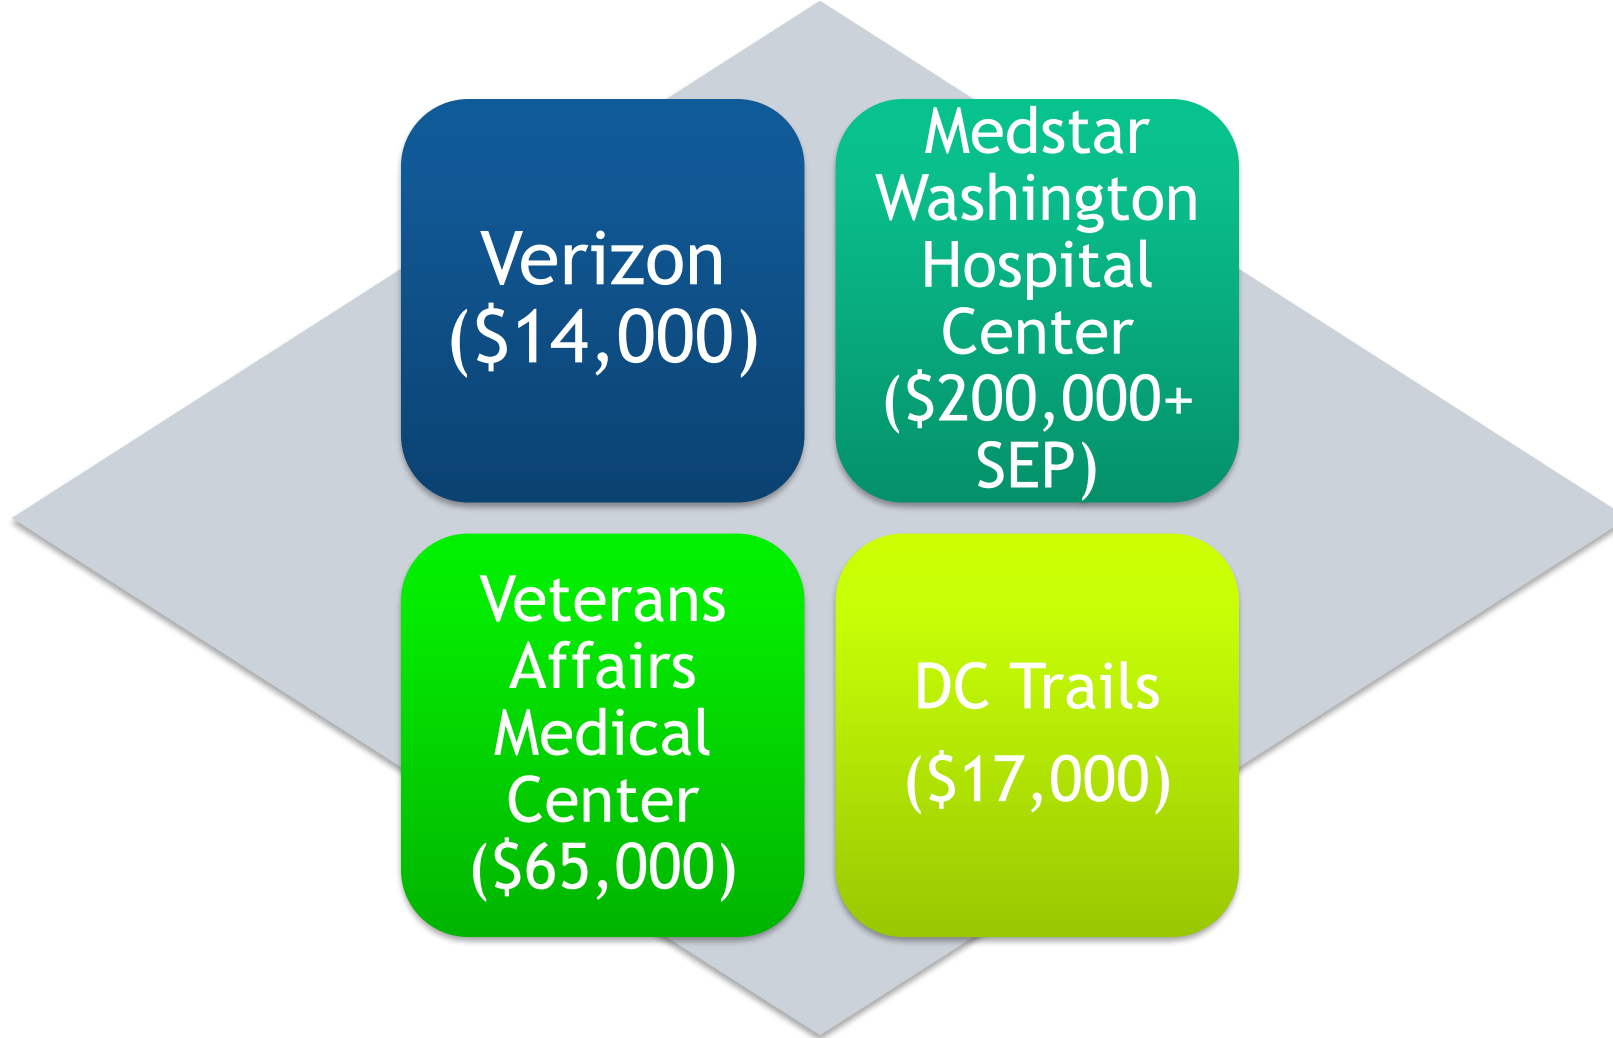 Verizon
($14,000)
Medstar
Washington
Hospital
Center
($200,000+
SEP)
Veterans
Affairs
Medical
Center
($65,000)
DC Trails
($17,000)